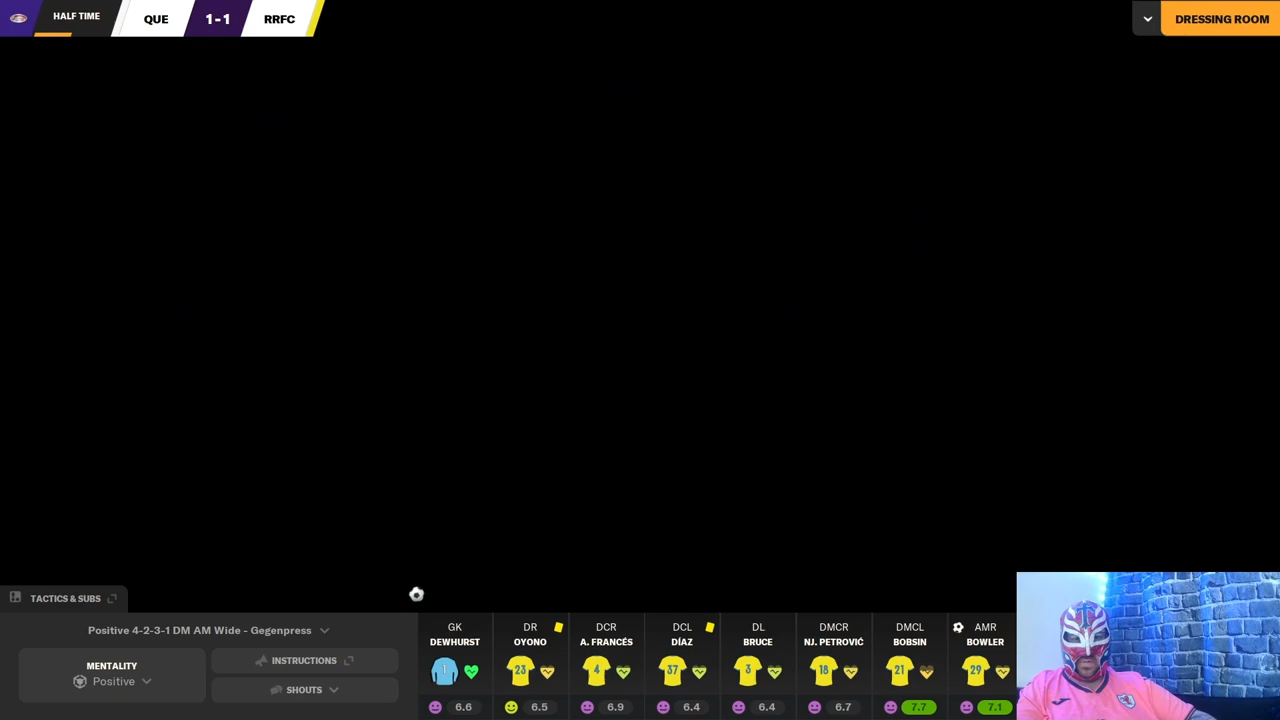 HALF TIME
QUE
1-1
RRFC
DRESSING ROOM
TACTICS & SUBS
Positive 4-2-3-1 DM AM Wide - Gegenpress
MENTALITY
Positive
INSTRUCTIONS
SHOUTS
GK
DEWHURST
1
6.6
DR
OYONO
23
6.5
DCR
A. FRANCÉS
4
6.9
DCL
DÍAZ
37
6.4
DL
BRUCE
3
6.4
DMCR
NJ. PETROVIĆ
18
6.7
DMCL
BOBSIN
21
7.7
AMR
BOWLER
29
7.1